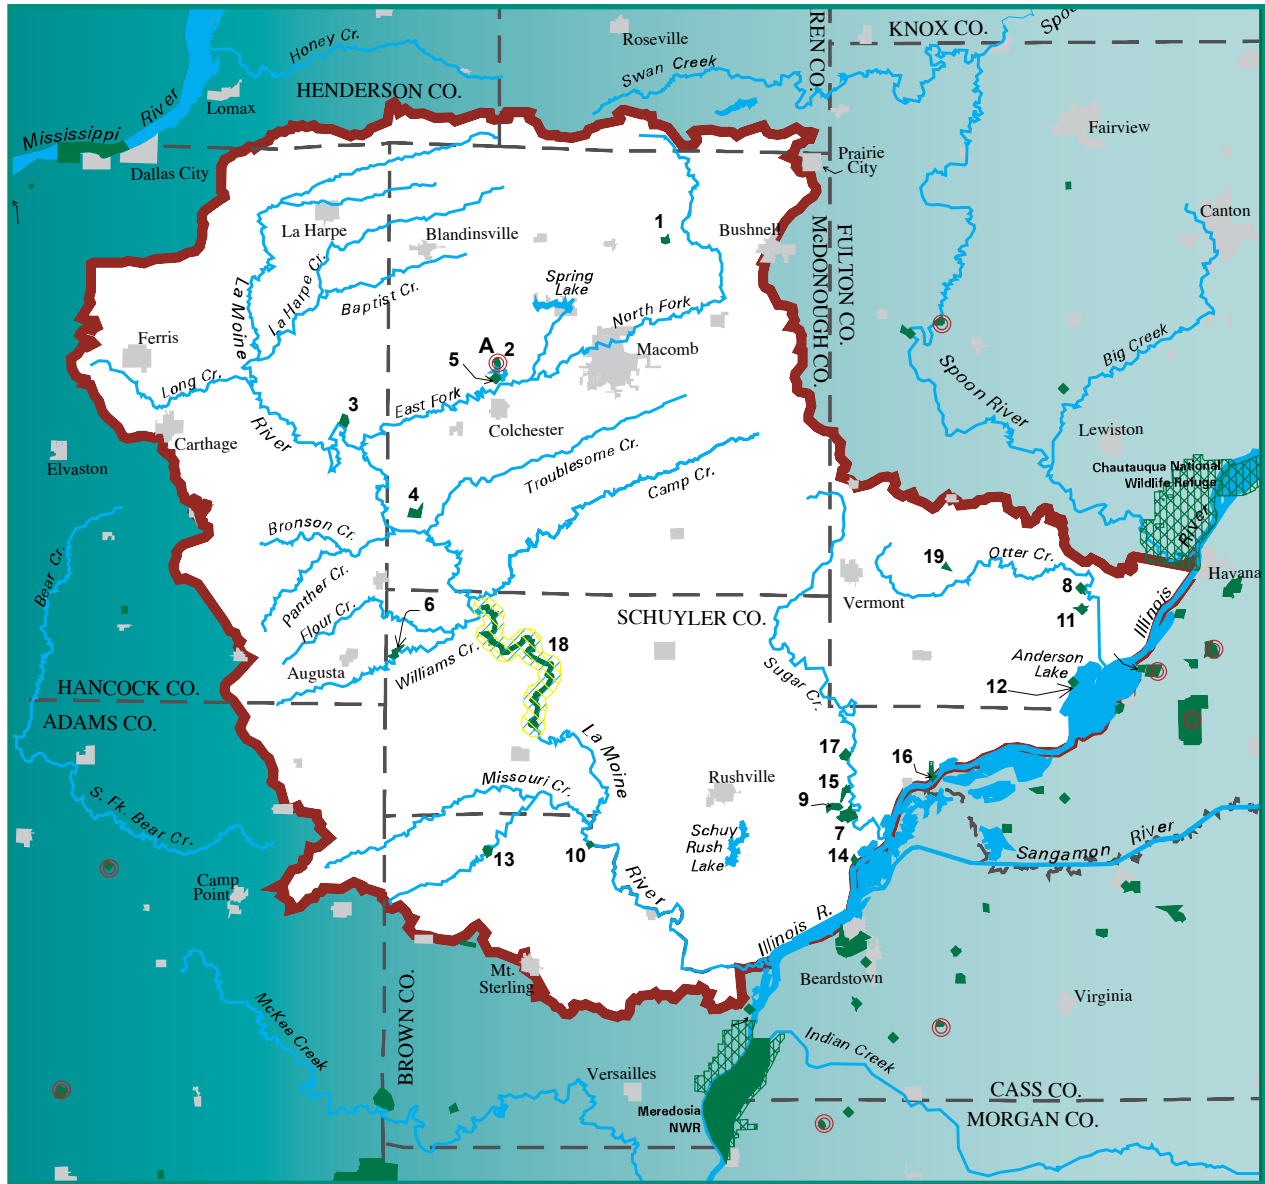 Spoo
REN CO.
KNOX CO.
Honey Cr.
Roseville
Swan Creek
HENDERSON CO.
Lomax
Mississippi
River
Fairview
Dallas City
Prairie
City
La Harpe
Blandinsville
1
Bushnell
Canton
McDONOUGH CO.
FULTON CO.
La Moine
La Harpe Cr.
Baptist Cr.
Spring
Lake
North Fork
Ferris
A
2
5
Macomb
Big Creek
Spoon River
Long Cr.
3
East Fork
River
Carthage
Colchester
Lewiston
Elvaston
Troublesome Cr.
Camp Cr.
Chautauqua National
Wildlife Refuge
River
4
Bronson Cr.
Bear Cr.
Panther Cr.
Flour Cr.
19
Otter Cr.
Havana
8
Vermont
11
Illinois
6
SCHUYLER CO.
18
Augusta
Williams Cr.
Sugar Cr.
Anderson
Lake
12
HANCOCK CO.
ADAMS CO.
La Moine
17
16
Missouri Cr.
Rushville
15
9
S. Fk. Bear Cr.
Schuy
Rush
Lake
7
14
River
Sangamon
13
10
Camp
Point
River
Illinois R.
Mt.
Sterling
Beardstown
Virginia
McKee Creek
BROWN CO.
Indian Creek
Versailles
Meredosia
NWR
CASS CO.
MORGAN CO.